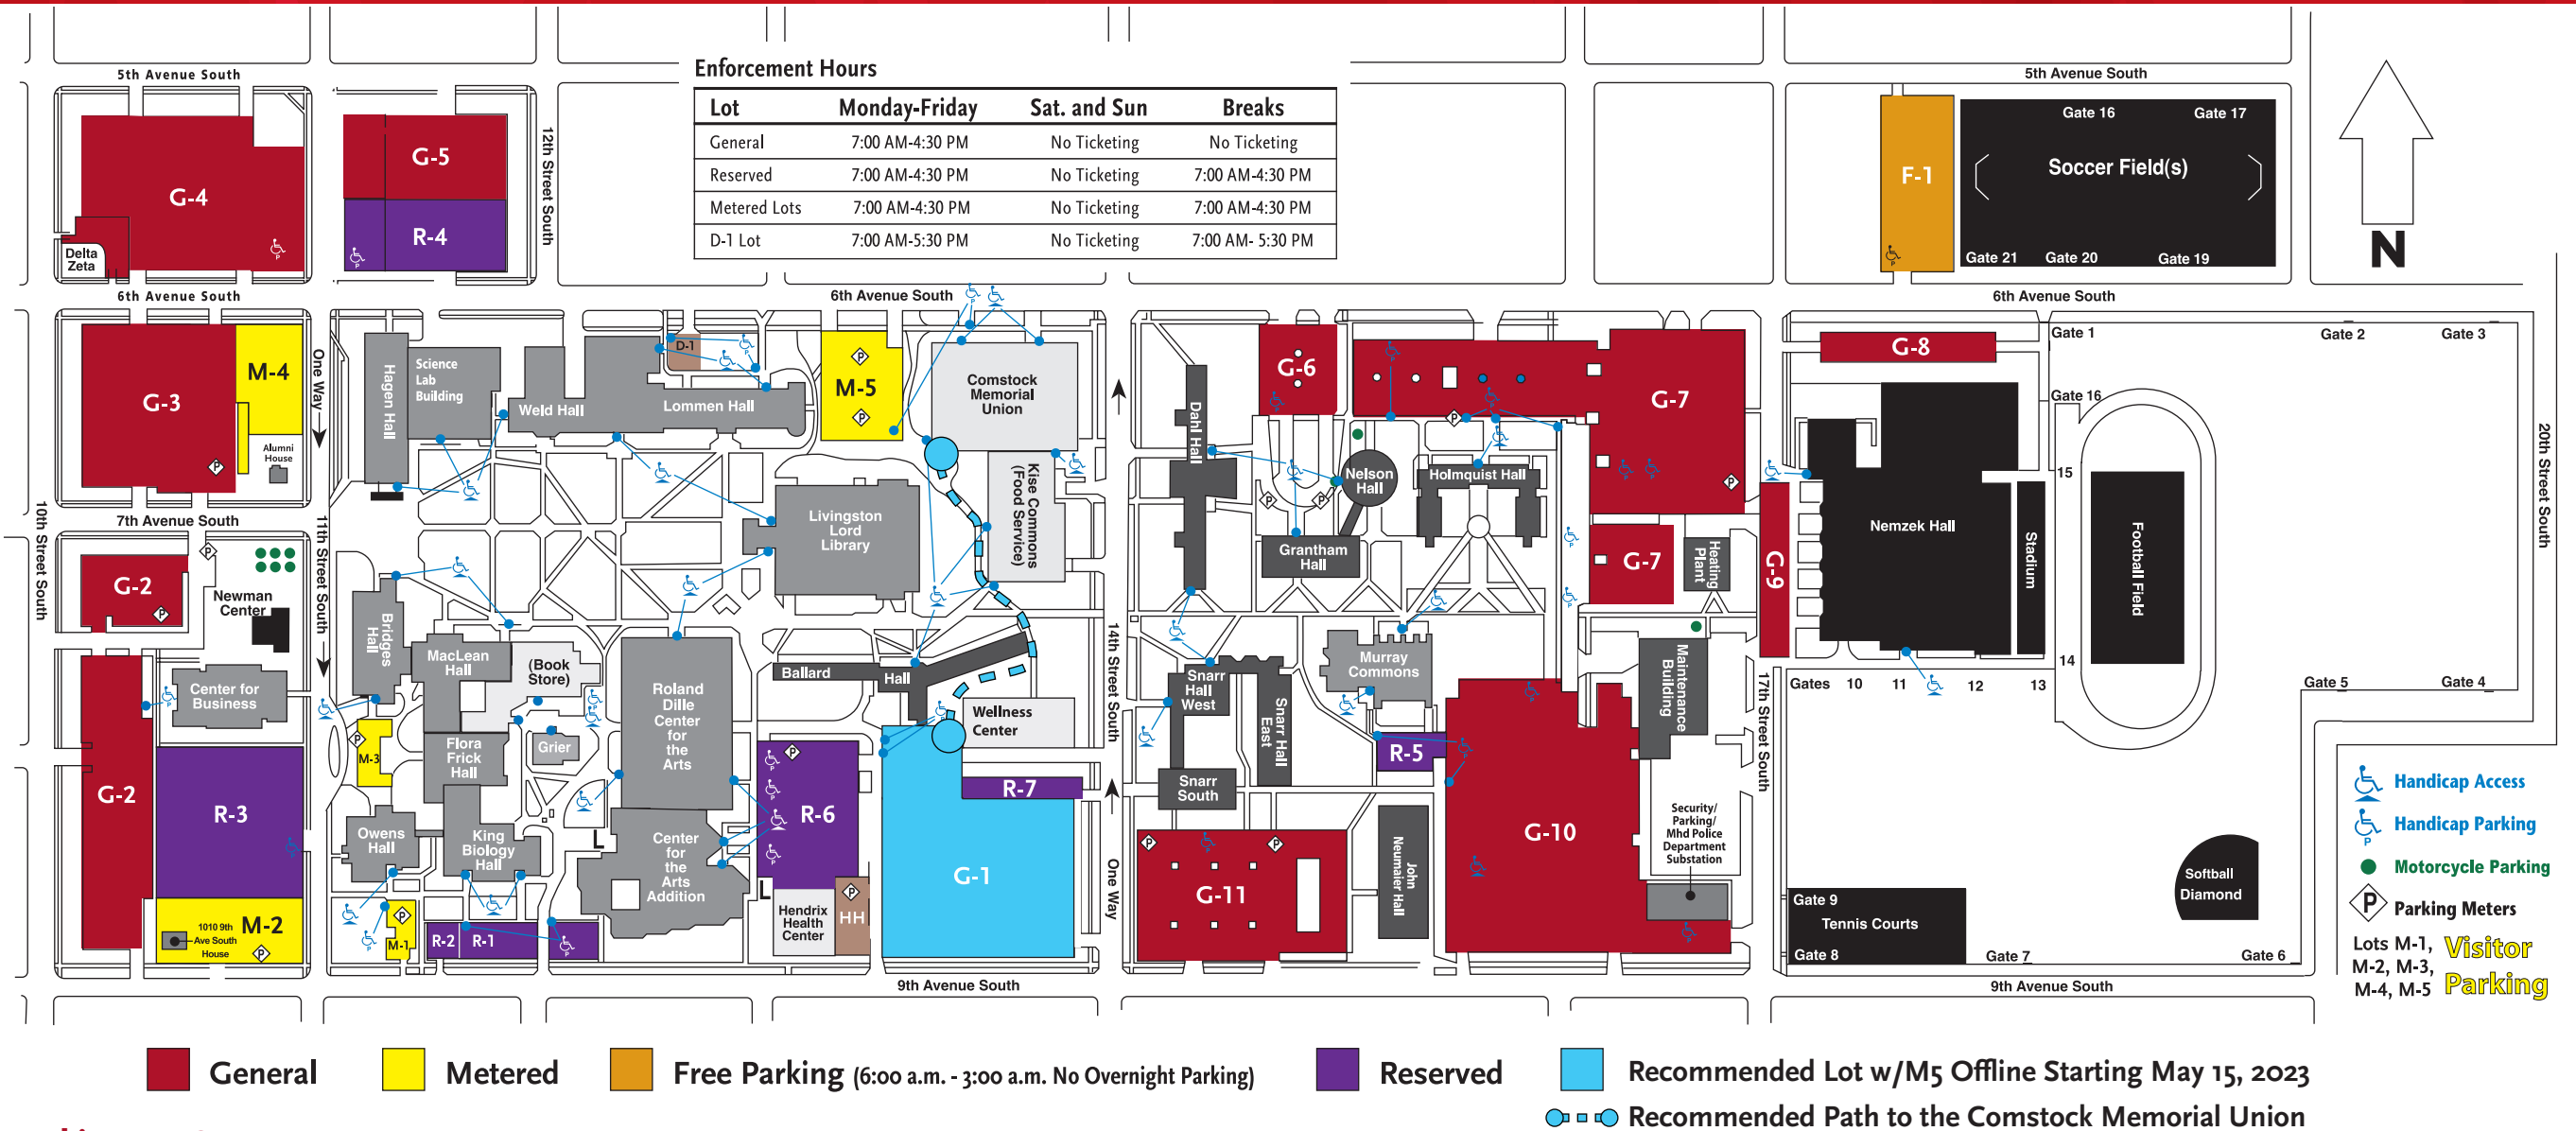 5th Avenue South
5th Avenue South
Enforcement Hours
Lot Monday-Friday Sat. and Sun Breaks
General 7:00 AM-4:30 PM No Ticketing No Ticketing
Reserved 7:00 AM-4:30 PM No Ticketing 7:00 AM-4:30 PM
Metered Lots 7:00 AM-4:30 PM No Ticketing 7:00 AM-4:30 PM
D-1 Lot 7:00 AM-5:30 PM No Ticketing 7:00 AM- 5:30 PM
G-4
Delta
Zeta
G-5
R-4
12th Street South
F-1
Gate 16 Gate 17
Soccer Field(s)
Gate 21 Gate 20 Gate 19
N
6th Avenue South
6th Avenue South
6th Avenue South
G-3
M-4
Alumni
House
One Way
Hagen Hall
Science
Lab
Building
Weld Hall
Lommen Hall
D-1
M-5
P
P
Comstock
Memorial
Union
Kise Commons
(Food Service)
Livingston
Lord
Library
Dahl Hall
G-6
G-7
Nelson
Hall
Holmquist Hall
Grantham
Hall
G-7
Heating
Plant
G-8
G-9
Nemzek Hall
Stadium
Football Field
Gate 1 Gate 2 Gate 3
Gate 16
15
14
20th Street South
10th Street South
7th Avenue South
11th Street South
G-2
P
P
Newman
Center
Center for
Business
G-2
R-3
M-2
1010 9th
Ave South
House
P
Bridges
Hall
MacLean
Hall
(Book
Store)
Flora
Frick
Hall
Grier
M-3
P
Owens
Hall
King
Biology
Hall
M-1
P
R-2 R-1
Roland
Dille
Center
for
the
Arts
Center
for
the
Arts
Addition
L
L
Ballard Hall
Wellness
Center
R-6
P
R-7
G-1
Hendrix
Health
Center
HH
P
14th Street South
One Way
Snarr
Hall
West
Snarr Hall
East
Snarr
South
G-11
P
P
Murray
Commons
R-5
John
Neumaier Hall
G-10
Maintenance
Building
Security/
Parking/
Mhd Police
Department
Substation
17th Street South
Gates 10 11 12 13
Gate 5 Gate 4
Gate 9
Tennis Courts
Gate 8
Gate 7
Gate 6
Softball
Diamond
9th Avenue South
9th Avenue South
Handicap Access
Handicap Parking
Motorcycle Parking
P Parking Meters
Lots M-1,
M-2, M-3,
M-4, M-5
Visitor
Parking
General
Metered
Free Parking (6:00 a.m. - 3:00 a.m. No Overnight Parking)
Reserved
Recommended Lot w/M5 Offline Starting May 15, 2023
Recommended Path to the Comstock Memorial Union